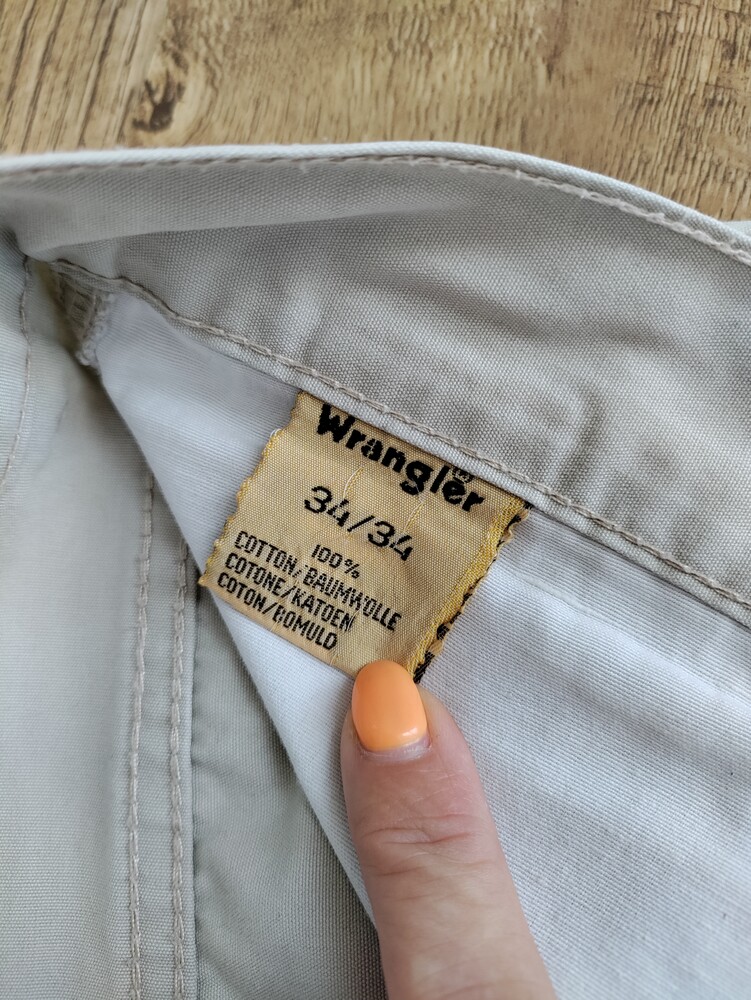 Wrangler®
34/34
100%
COTTON/BAUMWOLLE
COTONE/KATOEN
COTON/BOMULD